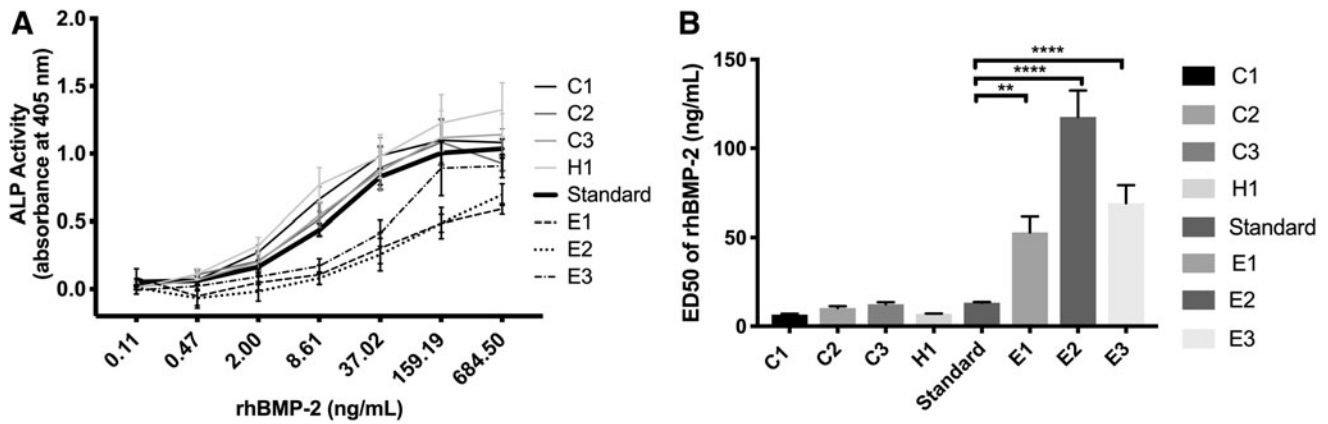 A
ALP Activity
(absorbance at 405 nm)
2.0
1.5
1.0
0.5
0.0
0.11
0.47
2.00
8.61
37.02
159.19
684.50
rhBMP-2 (ng/mL)
C1
C2
C3
H1
Standard
E1
E2
E3
B
ED50 of rhBMP-2 (ng/mL)
150
100
50
0
****
****
**
C1
C2
C3
H1
Standard
E1
E2
E3
C1
C2
C3
H1
Standard
E1
E2
E3